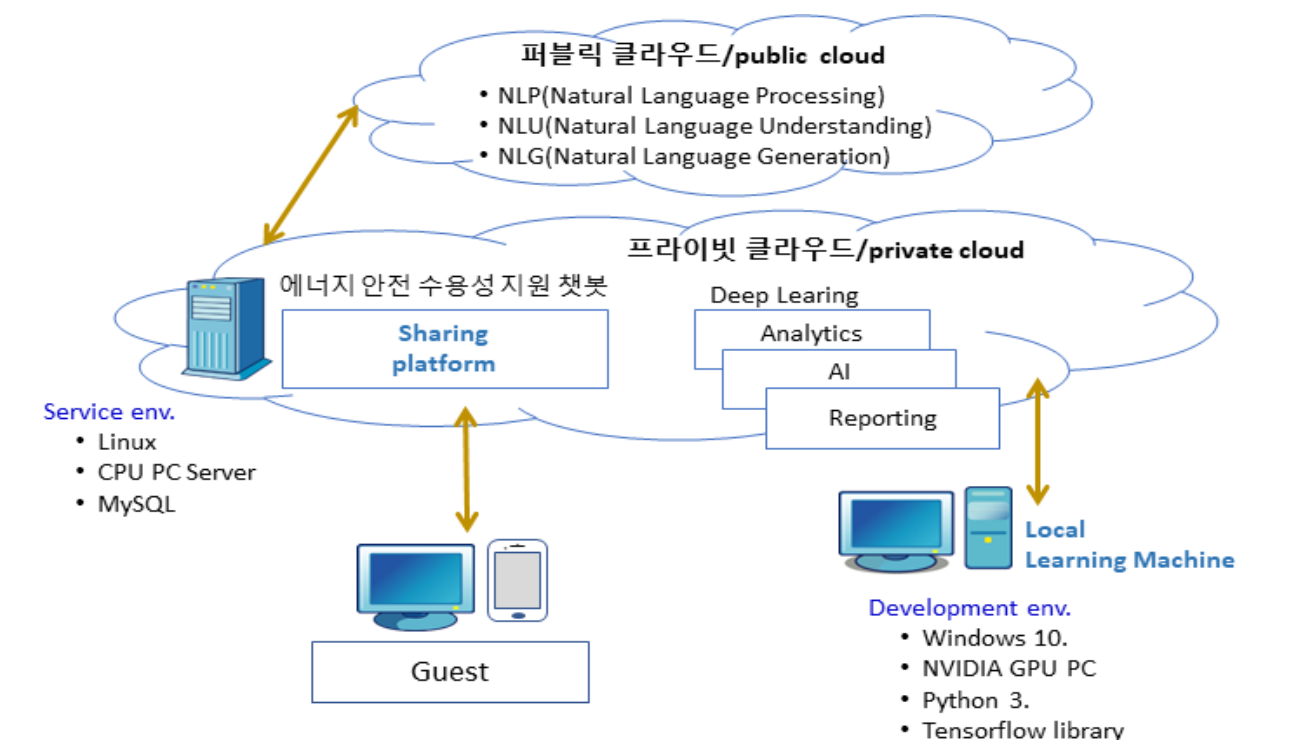 퍼블릭 클라우드/public cloud
• NLP(Natural Language Processing)
• NLU(Natural Language Understanding)
• NLG(Natural Language Generation)
프라이빗 클라우드/private cloud
에너지 안전 수용성 지원 챗봇
Sharing
platform
Deep Learing
Analytics
AI
Reporting
Service env.
• Linux
• CPU PC Server
• MySQL
Guest
Local
Learning Machine
Development env.
• Windows 10.
• NVIDIA GPU PC
• Python 3.
• Tensorflow library